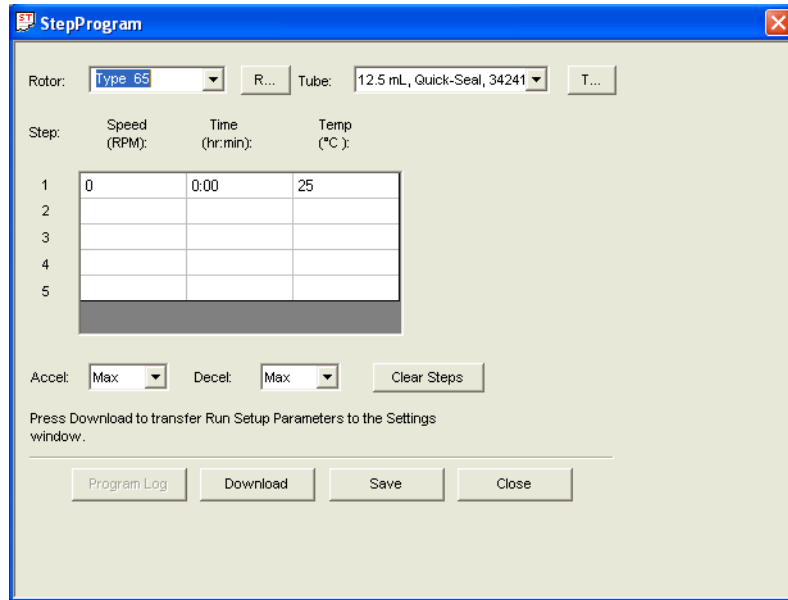 ST
StepProgram
Rotor: Type 65 R... Tube: 12.5 mL, Quick-Seal, 34241 T...
Step: Speed (RPM): Time (hr:min): Temp (°C ):
1 0 0:00 25
2
3
4
5
Accel: Max Decel: Max Clear Steps
Press Download to transfer Run Setup Parameters to the Settings
window.
Program Log Download Save Close